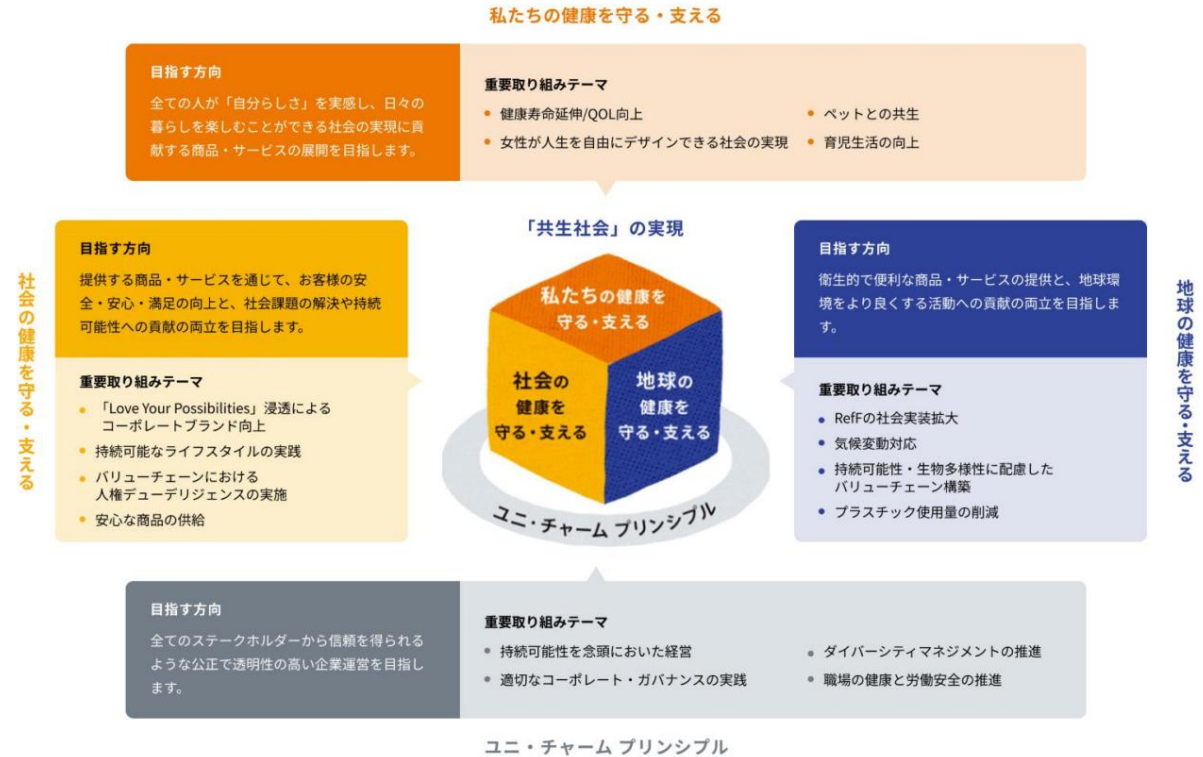 私たちの健康を守る・支える
目指す方向
全ての人が「自分らしさ」を実感し、日々の
暮らしを楽しむことができる社会の実現に貢
献する商品・サービスの展開を目指します。
重要取り組みテーマ
• 健康寿命延伸/QOL向上
• 女性が人生を自由にデザインできる社会の実現
• ペットとの共生
• 育児生活の向上
社会の健康を守る・支える
目指す方向
提供する商品・サービスを通じて、お客様の安
全・安心・満足の向上と、社会課題の解決や持続
可能性への貢献の両立を目指します。
重要取り組みテーマ
• 「Love Your Possibilities」浸透による
コーポレートブランド向上
• 持続可能なライフスタイルの実践
• バリューチェーンにおける
人権デューデリジェンスの実施
• 安心な商品の供給
「共生社会」の実現
私たちの健康を
守る・支える
社会の
健康を
守る・支える
地球の
健康を
守る・支える
ユニ・チャーム プリンシプル
目指す方向
衛生的で便利な商品・サービスの提供と、地球環
境をより良くする活動への貢献の両立を目指しま
す。
重要取り組みテーマ
• RefFの社会実装拡大
• 気候変動対応
• 持続可能性・生物多様性に配慮した
バリューチェーン構築
• プラスチック使用量の削減
地球の健康を守る・支える
目指す方向
全てのステークホルダーから信頼を得られる
ような公正で透明性の高い企業運営を目指し
ます。
重要取り組みテーマ
• 持続可能性を念頭においた経営
• 適切なコーポレート・ガバナンスの実践
• ダイバーシティマネジメントの推進
• 職場の健康と労働安全の推進
ユニ・チャーム プリンシプル